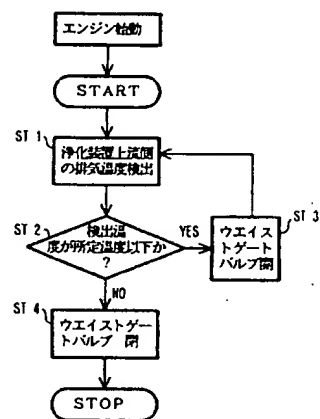 エンジン始動
START
ST 1
浄化装置上流側
の排気温度検出
ST 2
検出温
度が所定温度以下か
?
YES
ST 3
ウエイス
トゲート
バルブ開
NO
ST 4
ウエイストゲー
トバルブ 閉
STOP